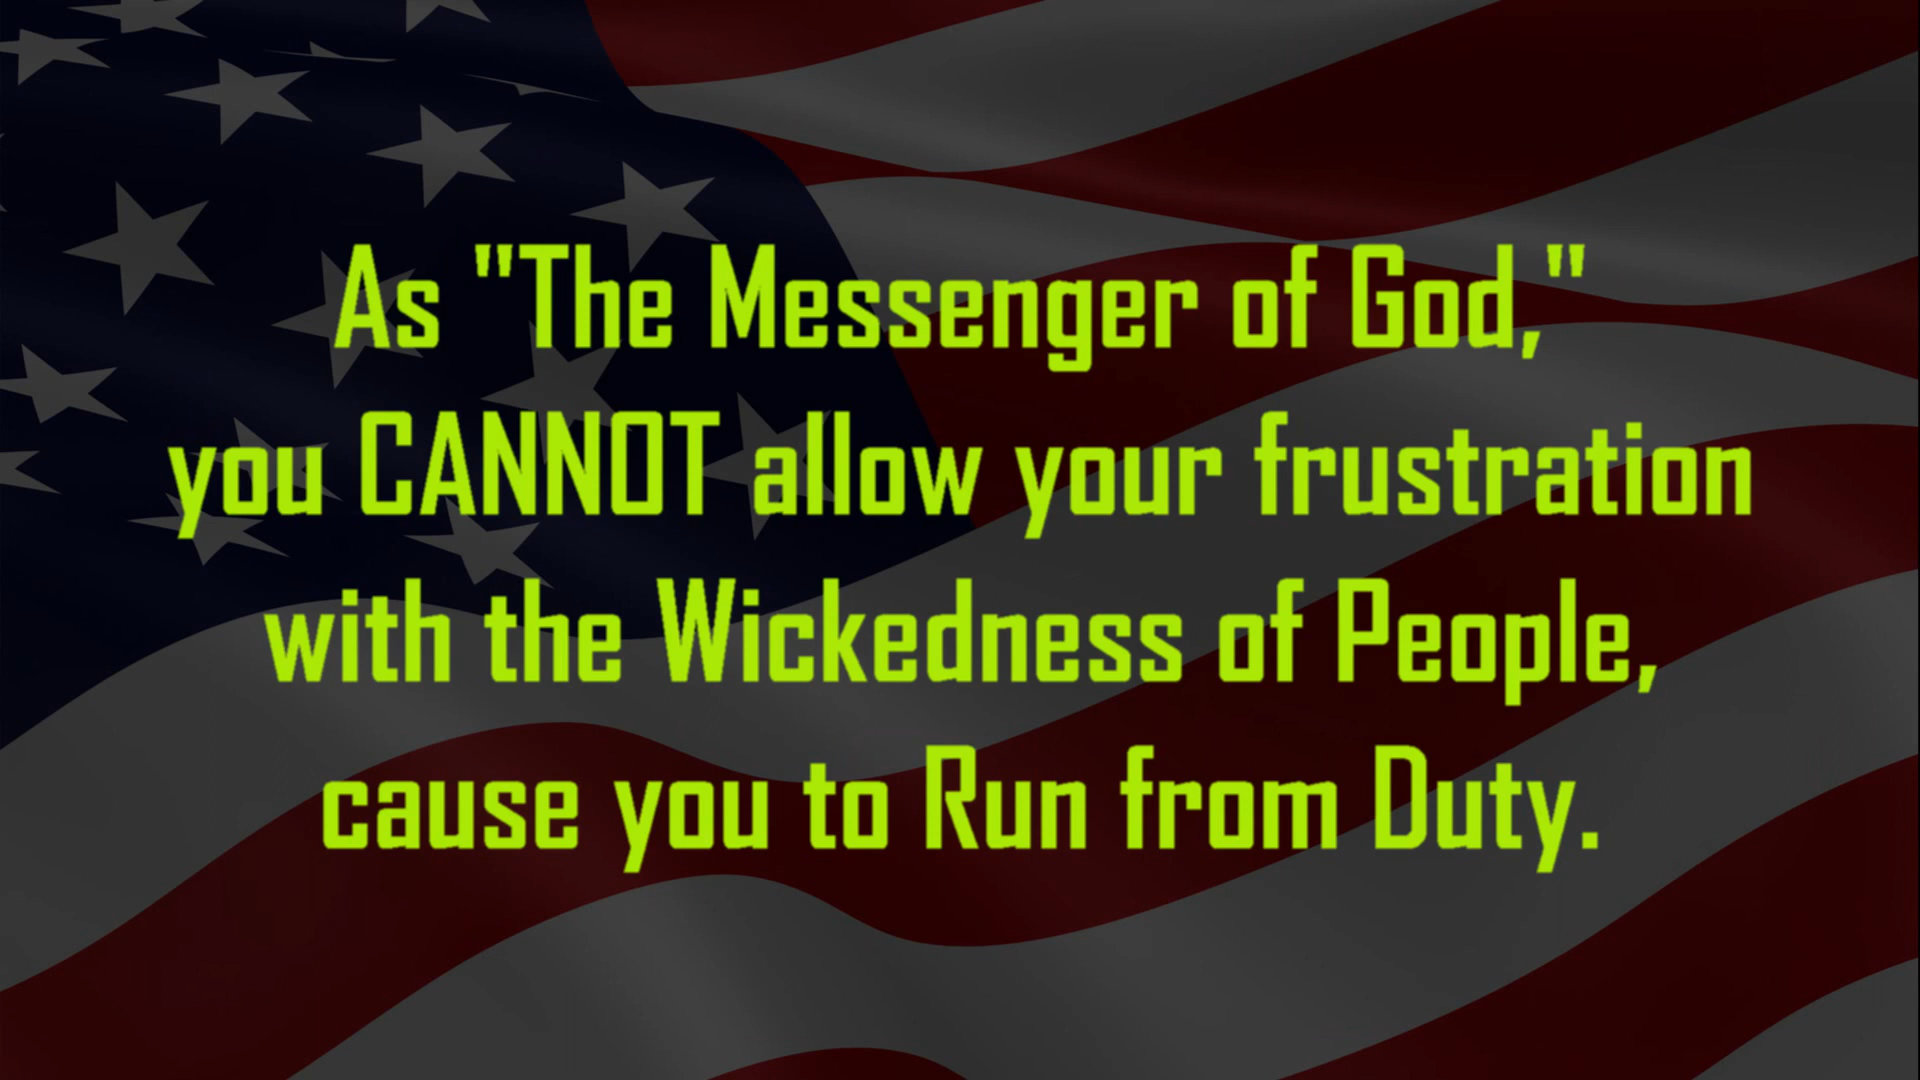 As "The Messenger of God,"
you CANNOT allow your frustration
with the Wickedness of People,
cause you to Run from Duty.